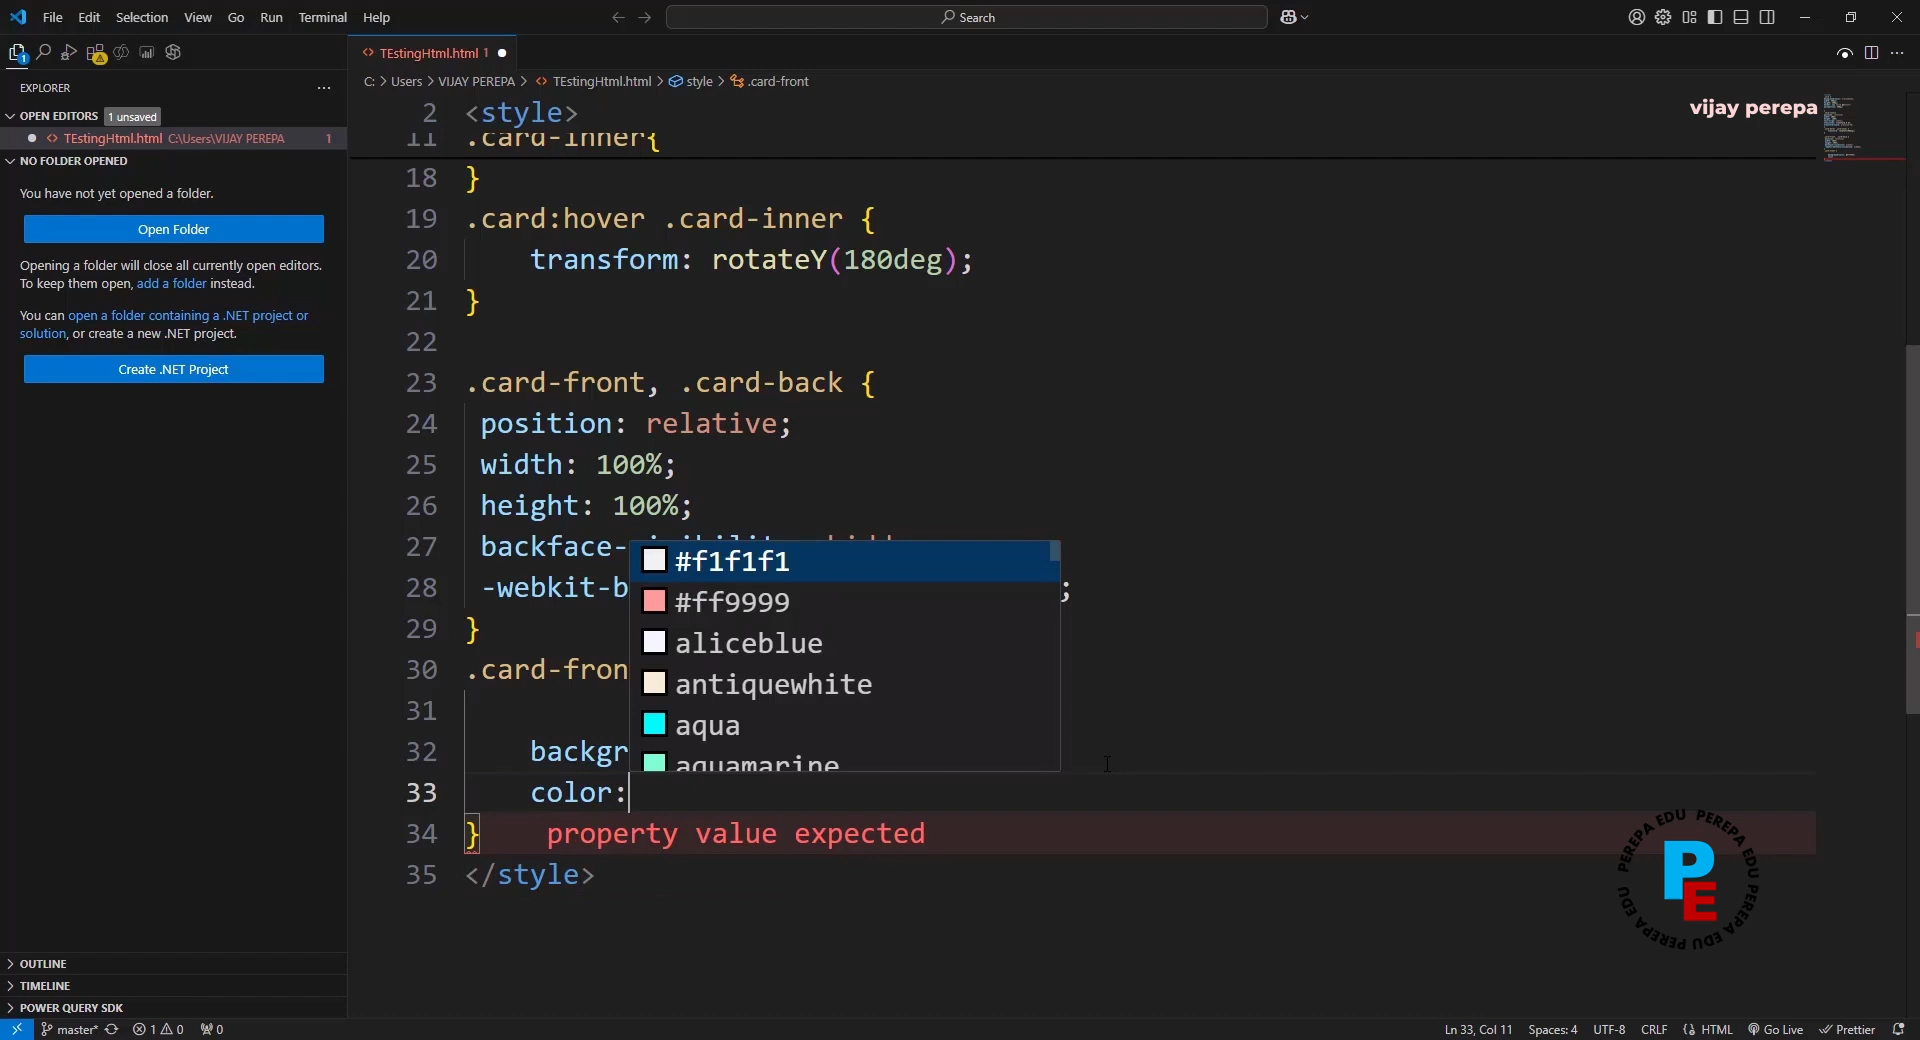 File Edit Selection View Go Run Terminal Help
Search
EXPLORER
OPEN EDITORS 1 unsaved
TEstingHtml.html C:\Users\VIJAY PEREPA 1
NO FOLDER OPENED
You have not yet opened a folder.
Open Folder
Opening a folder will close all currently open editors.
To keep them open, add a folder instead.
You can open a folder containing a .NET project or
solution, or create a new .NET project.
Create .NET Project
OUTLINE
TIMELINE
POWER QUERY SDK
TEstingHtml.html 1
C: > Users > VIJAY PEREPA > TEstingHtml.html > style > .card-front
vijay perepa
2 <style>
11 .card-inner{
18 }
19 .card:hover .card-inner {
20 transform: rotateY(180deg);
21 }
22
23 .card-front, .card-back {
24 position: relative;
25 width: 100%;
26 height: 100%;
27 backface-
28 -webkit-b ;
29 }
30 .card-fron
31
32 backgr
33 color:
34 } property value expected
35 </style>
#f1f1f1
#ff9999
aliceblue
antiquewhite
aqua
aquamarine
PEREPA EDU PEREPA EDU PEREPA EDU PEREPA EDU
PE
master* 1 0 0
Ln 33, Col 11 Spaces: 4 UTF-8 CRLF HTML Go Live Prettier